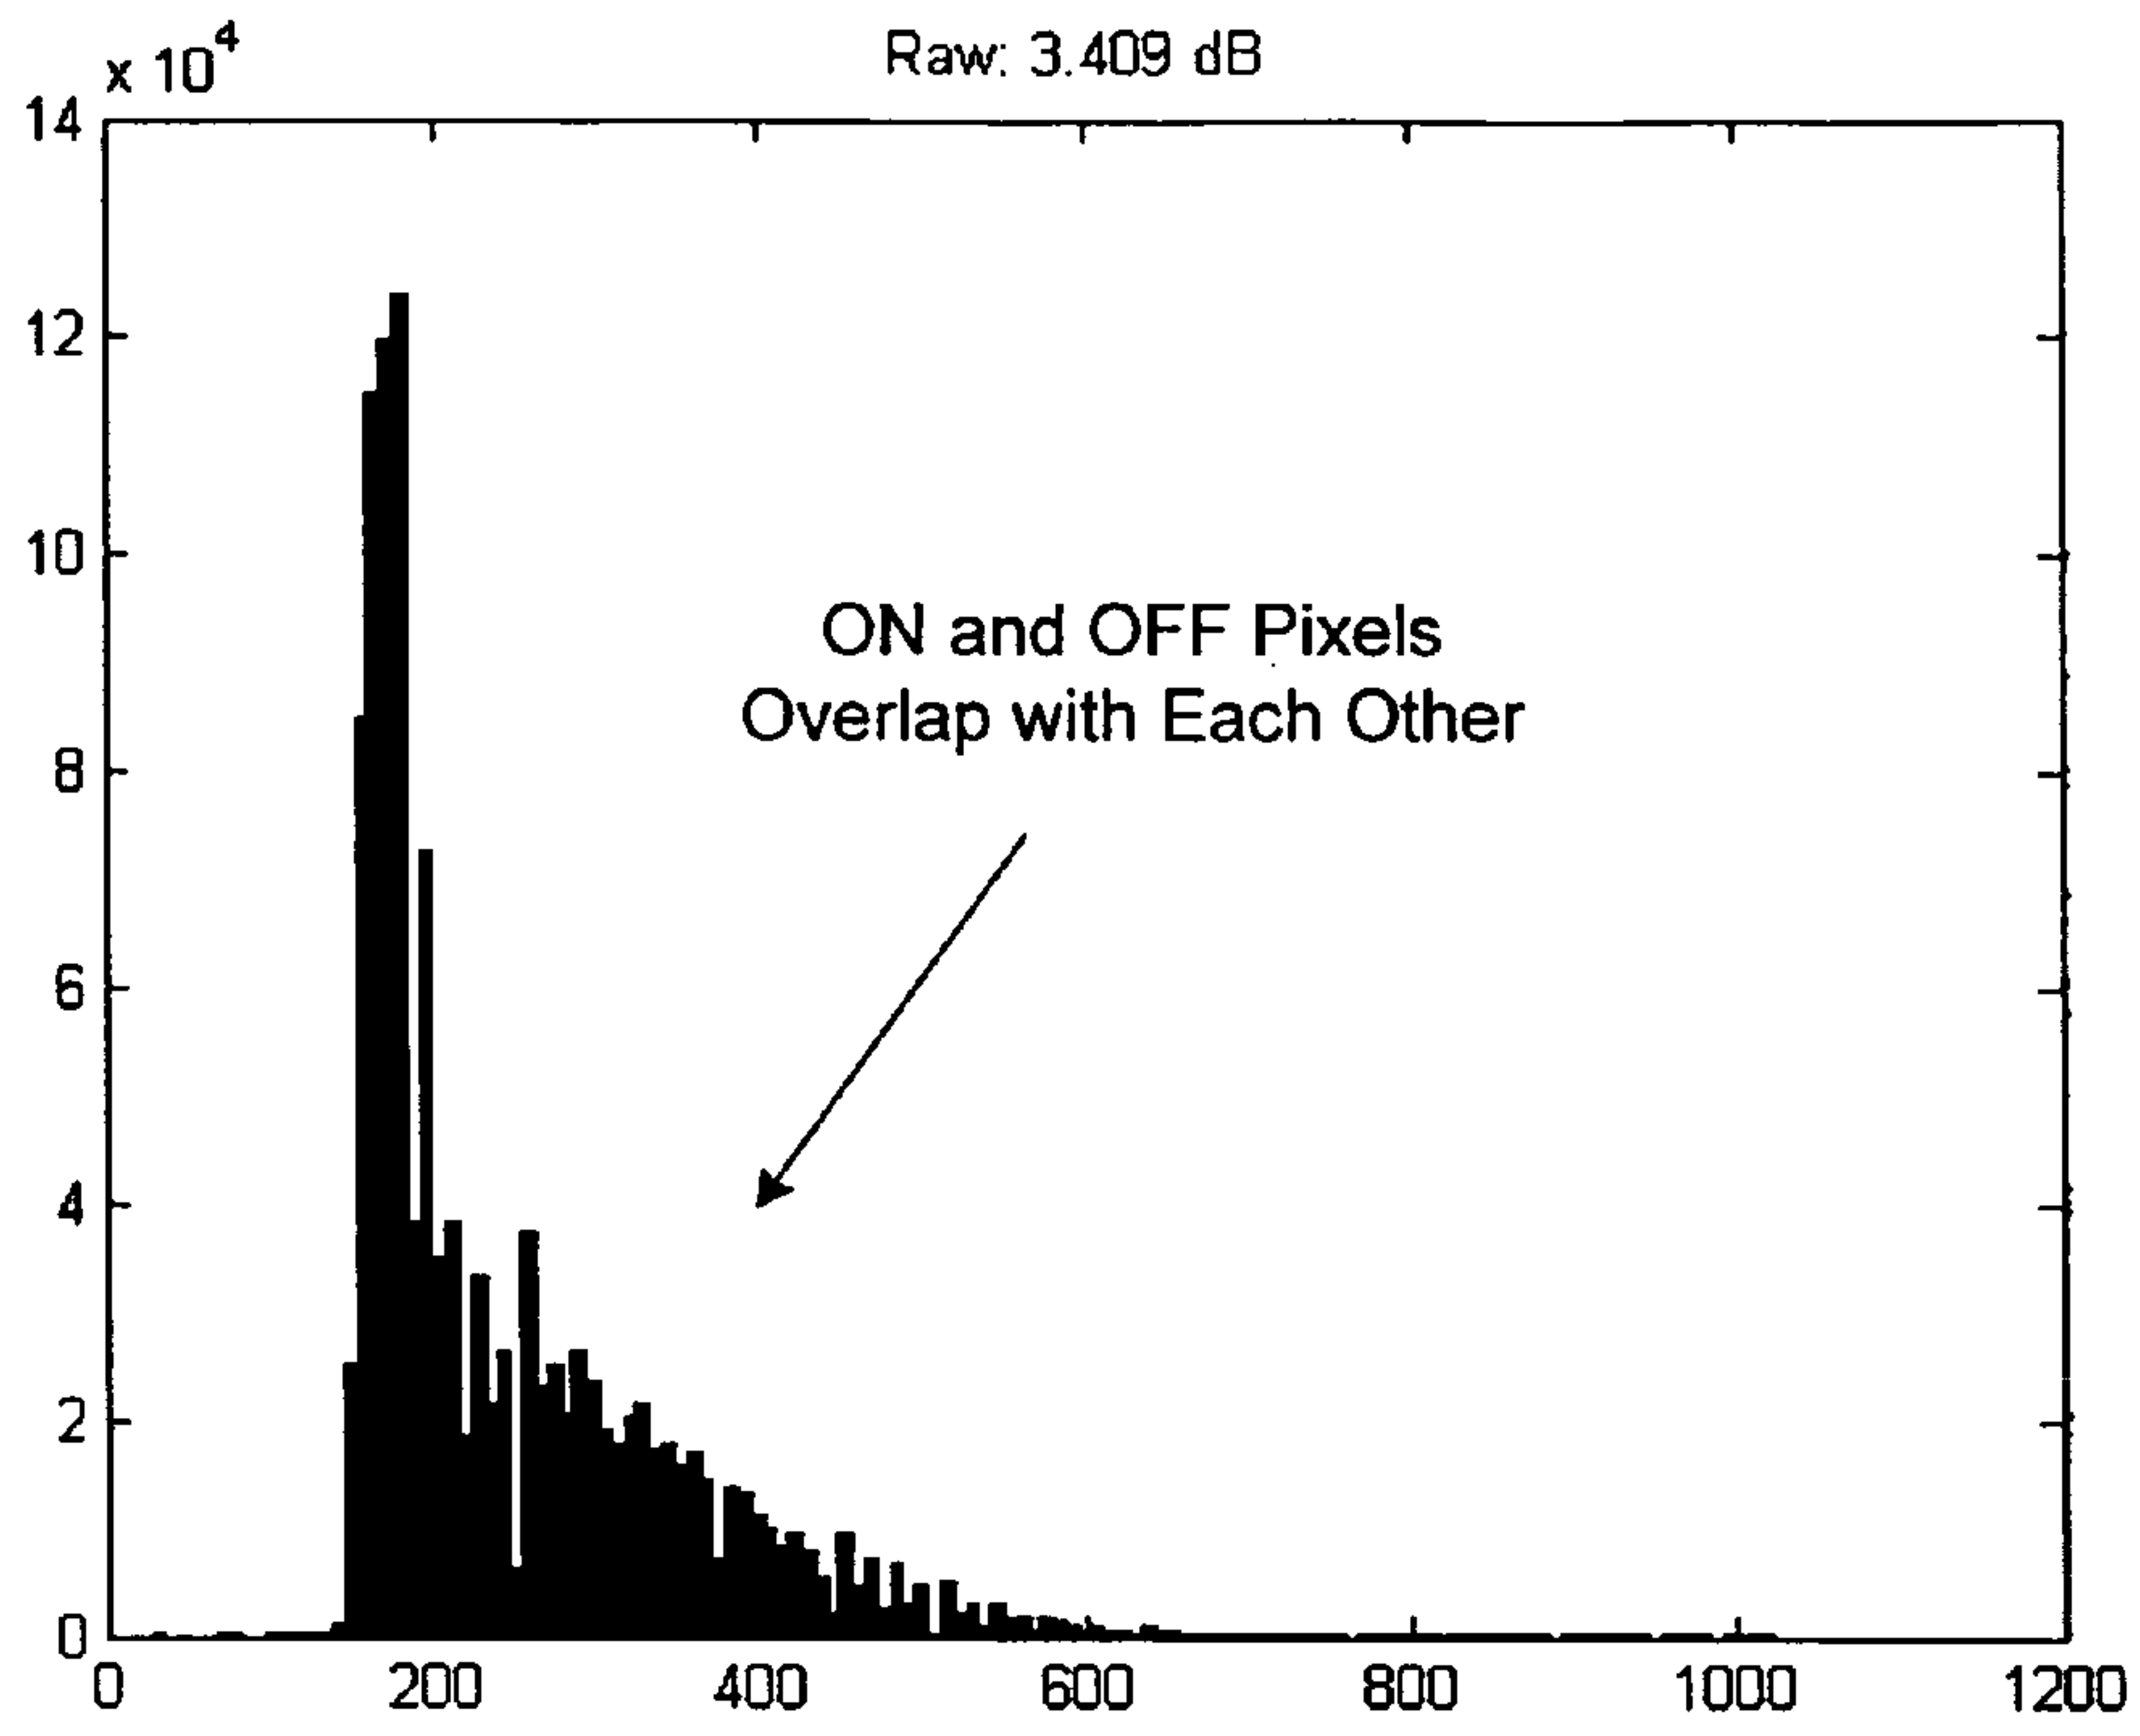 x 10^4
Raw: 3.409 dB
14
12
10
8
6
4
2
0
ON and OFF Pixels
Overlap with Each Other
0 200 400 600 800 1000 1200